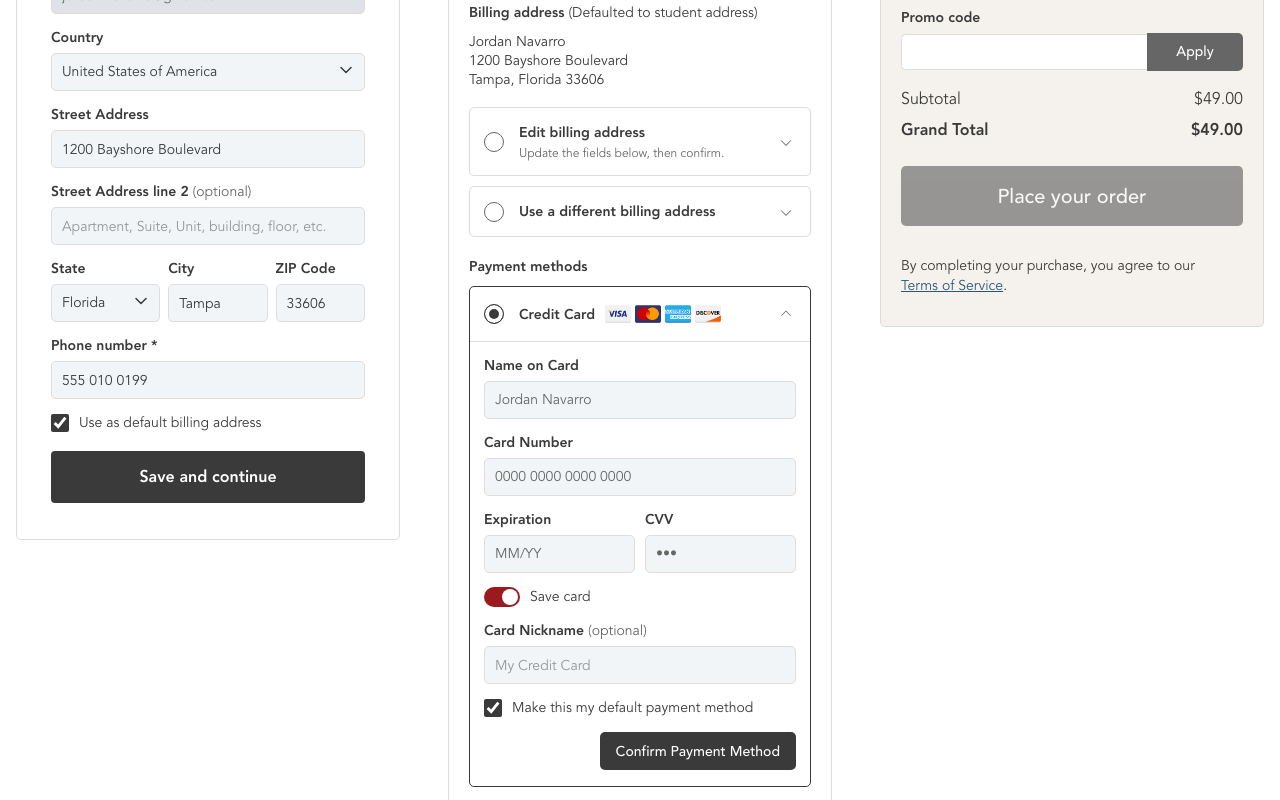 Country
United States of America
Street Address
1200 Bayshore Boulevard
Street Address line 2 (optional)
Apartment, Suite, Unit, building, floor, etc.
State City ZIP Code
Florida Tampa 33606
Phone number *
555 010 0199
Use as default billing address
Save and continue
Billing address (Defaulted to student address)
Jordan Navarro
1200 Bayshore Boulevard
Tampa, Florida 33606
Edit billing address
Update the fields below, then confirm.
Use a different billing address
Payment methods
Credit Card VISA DISCOVER
Name on Card
Jordan Navarro
Card Number
0000 0000 0000 0000
Expiration CVV
MM/YY •••
Save card
Card Nickname (optional)
My Credit Card
Make this my default payment method
Confirm Payment Method
Promo code
Apply
Subtotal $49.00
Grand Total $49.00
Place your order
By completing your purchase, you agree to our
Terms of Service.